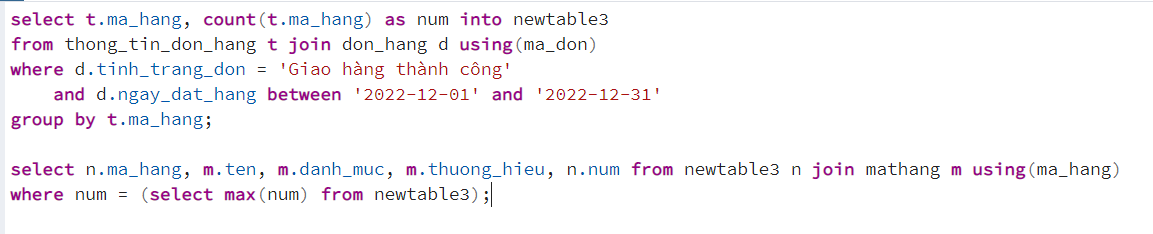 select t.ma_hang, count(t.ma_hang) as num into newtable3
from thong_tin_don_hang t join don_hang d using(ma_don)
where d.tinh_trang_don = 'Giao hàng thành công'
and d.ngay_dat_hang between '2022-12-01' and '2022-12-31'
group by t.ma_hang;
select n.ma_hang, m.ten, m.danh_muc, m.thuong_hieu, n.num from newtable3 n join mathang m using(ma_hang)
where num = (select max(num) from newtable3);